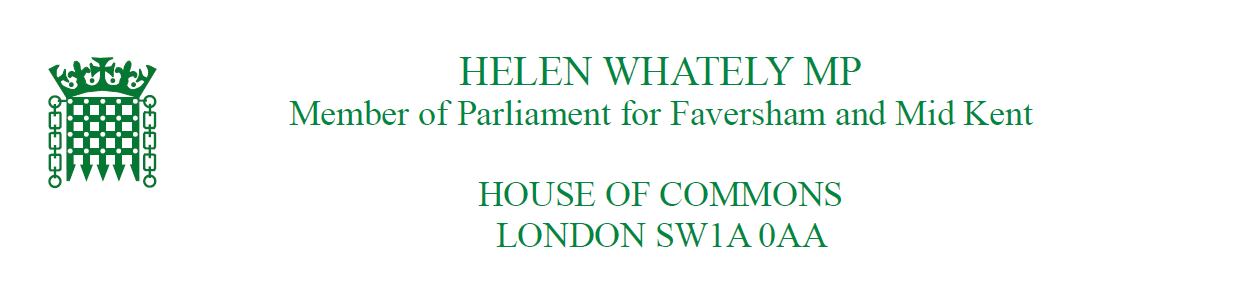 HELEN WHATELY MP
Member of Parliament for Faversham and Mid Kent
HOUSE OF COMMONS
LONDON SW1A 0AA